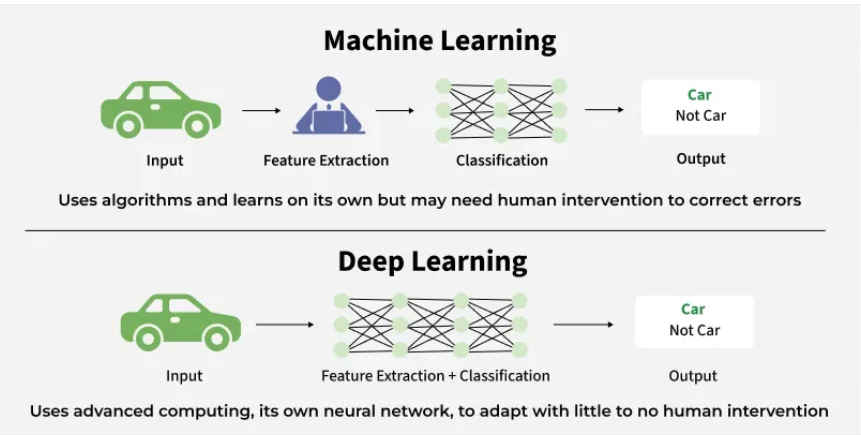 Machine Learning
Car
Not Car
Input
Feature Extraction
Classification
Output
Uses algorithms and learns on its own but may need human intervention to correct errors
Deep Learning
Car
Not Car
Input
Feature Extraction + Classification
Output
Uses advanced computing, its own neural network, to adapt with little to no human intervention